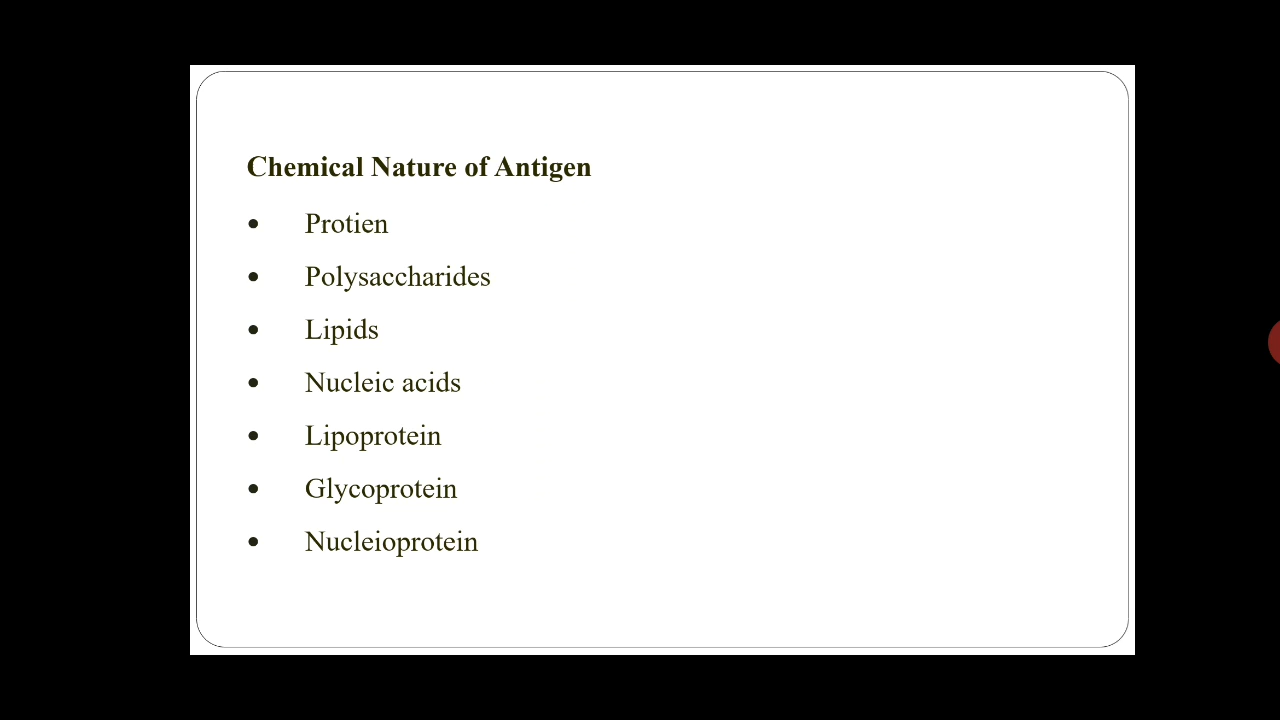 Chemical Nature of Antigen
• Protien
• Polysaccharides
• Lipids
• Nucleic acids
• Lipoprotein
• Glycoprotein
• Nucleioprotein